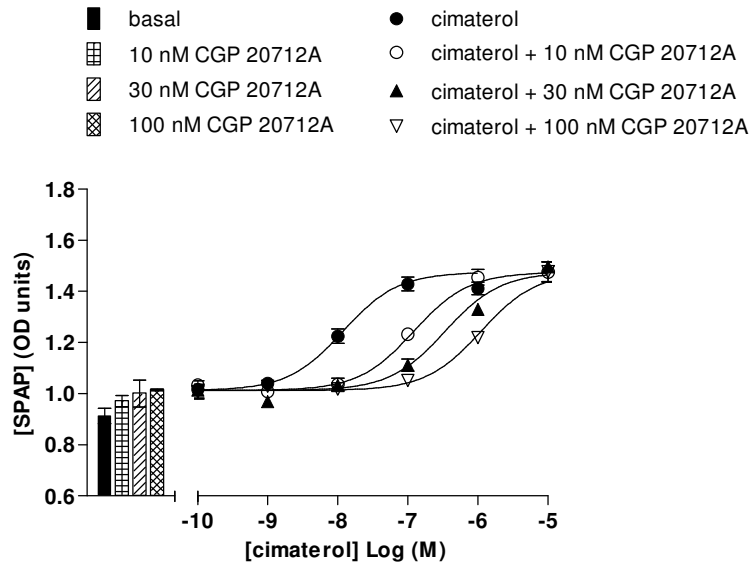 basal
10 nM CGP 20712A
30 nM CGP 20712A
100 nM CGP 20712A
cimaterol
cimaterol + 10 nM CGP 20712A
cimaterol + 30 nM CGP 20712A
cimaterol + 100 nM CGP 20712A
[SPAP] (OD units)
1.8
1.6
1.4
1.2
1.0
0.8
0.6
-10 -9 -8 -7 -6 -5
[cimaterol] Log (M)